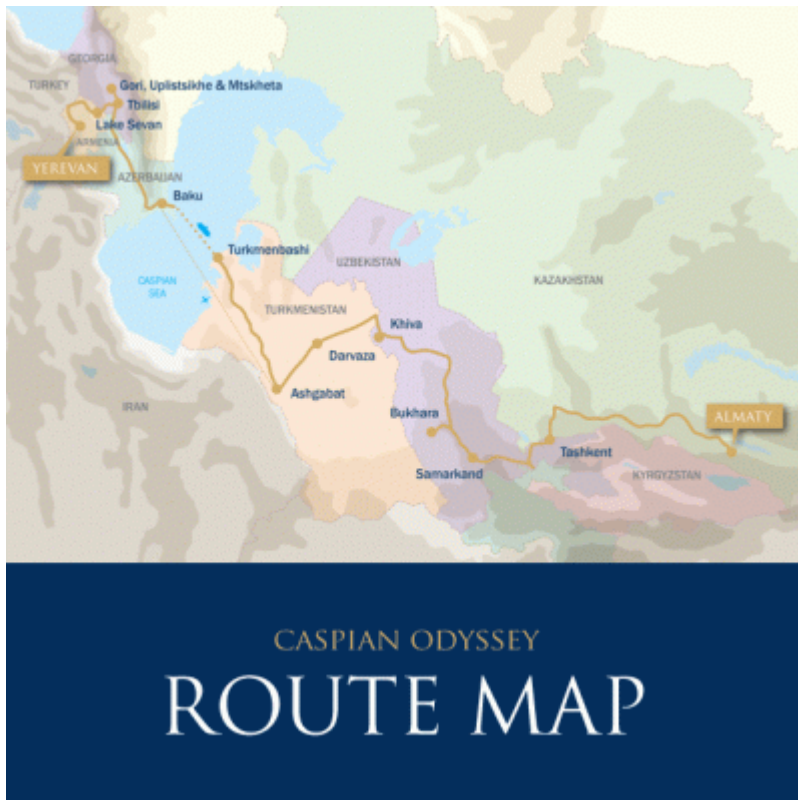 GEORGIA
TURKEY
Gori, Uplistsikhe & Mtskheta
Tbilisi
Lake Sevan
ARMENIA
YEREVAN
AZERBAIJAN
Baku
Turkmenbashi
UZBEKISTAN
CASPIAN
SEA
KAZAKHSTAN
TURKMENISTAN
Khiva
Darvaza
Ashgabat
IRAN
Bukhara
ALMATY
Tashkent
Samarkand
KYRGYZSTAN
CASPIAN ODYSSEY
ROUTE MAP